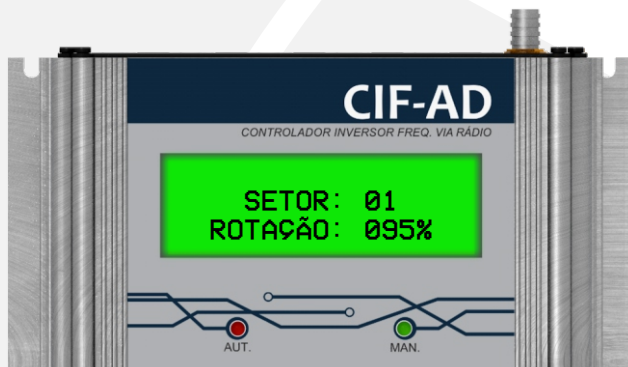 CIF-AD
CONTROLADOR INVERSOR FREQ. VIA RÁDIO
SETOR: 01
ROTAÇÃO: 095%
AUT. MAN.